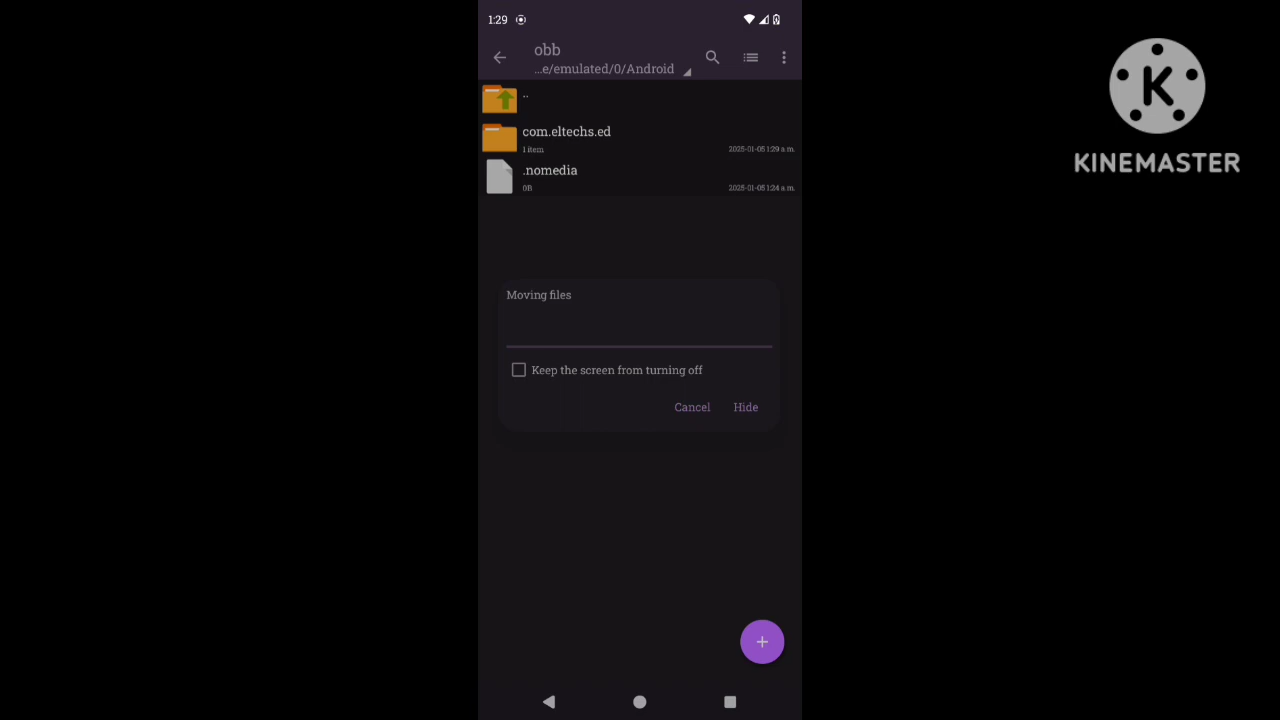 1:29
obb
...e/emulated/0/Android
..
com.eltechs.ed
1 item
2025-01-05 1:29 a.m.
.nomedia
0B
2025-01-05 1:24 a.m.
Moving files
Keep the screen from turning off
Cancel Hide
K
KINEMASTER